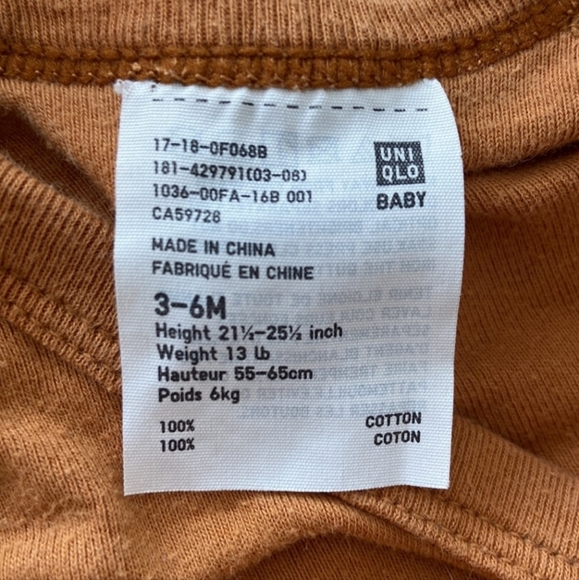 17-18-0F068B
181-429791(03-08)
1036-00FA-16B 001
CA59728
UNI
QLO
BABY
MADE IN CHINA
FABRIQUÉ EN CHINE
3-6M
Height 21½-25½ inch
Weight 13 lb
Hauteur 55-65cm
Poids 6kg
100% COTTON
100% COTON